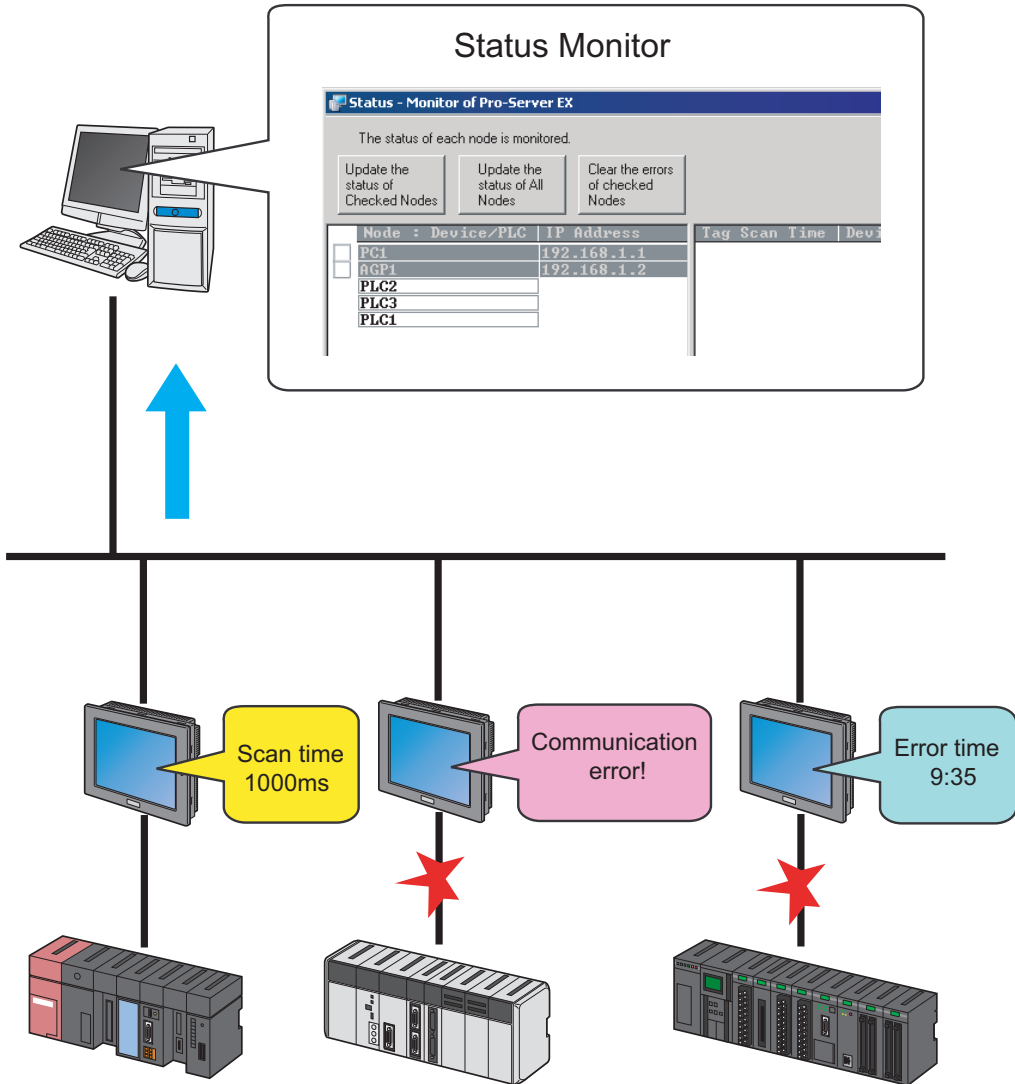 Status Monitor
Status - Monitor of Pro-Server EX
The status of each node is monitored.
Update the
status of
Checked Nodes
Update the
status of All
Nodes
Clear the errors
of checked
Nodes
Node : Device/PLC IP Address Tag Scan Time Devi
PC1 192.168.1.1
AGP1 192.168.1.2
PLC2
PLC3
PLC1
Scan time
1000ms
Communication
error!
Error time
9:35